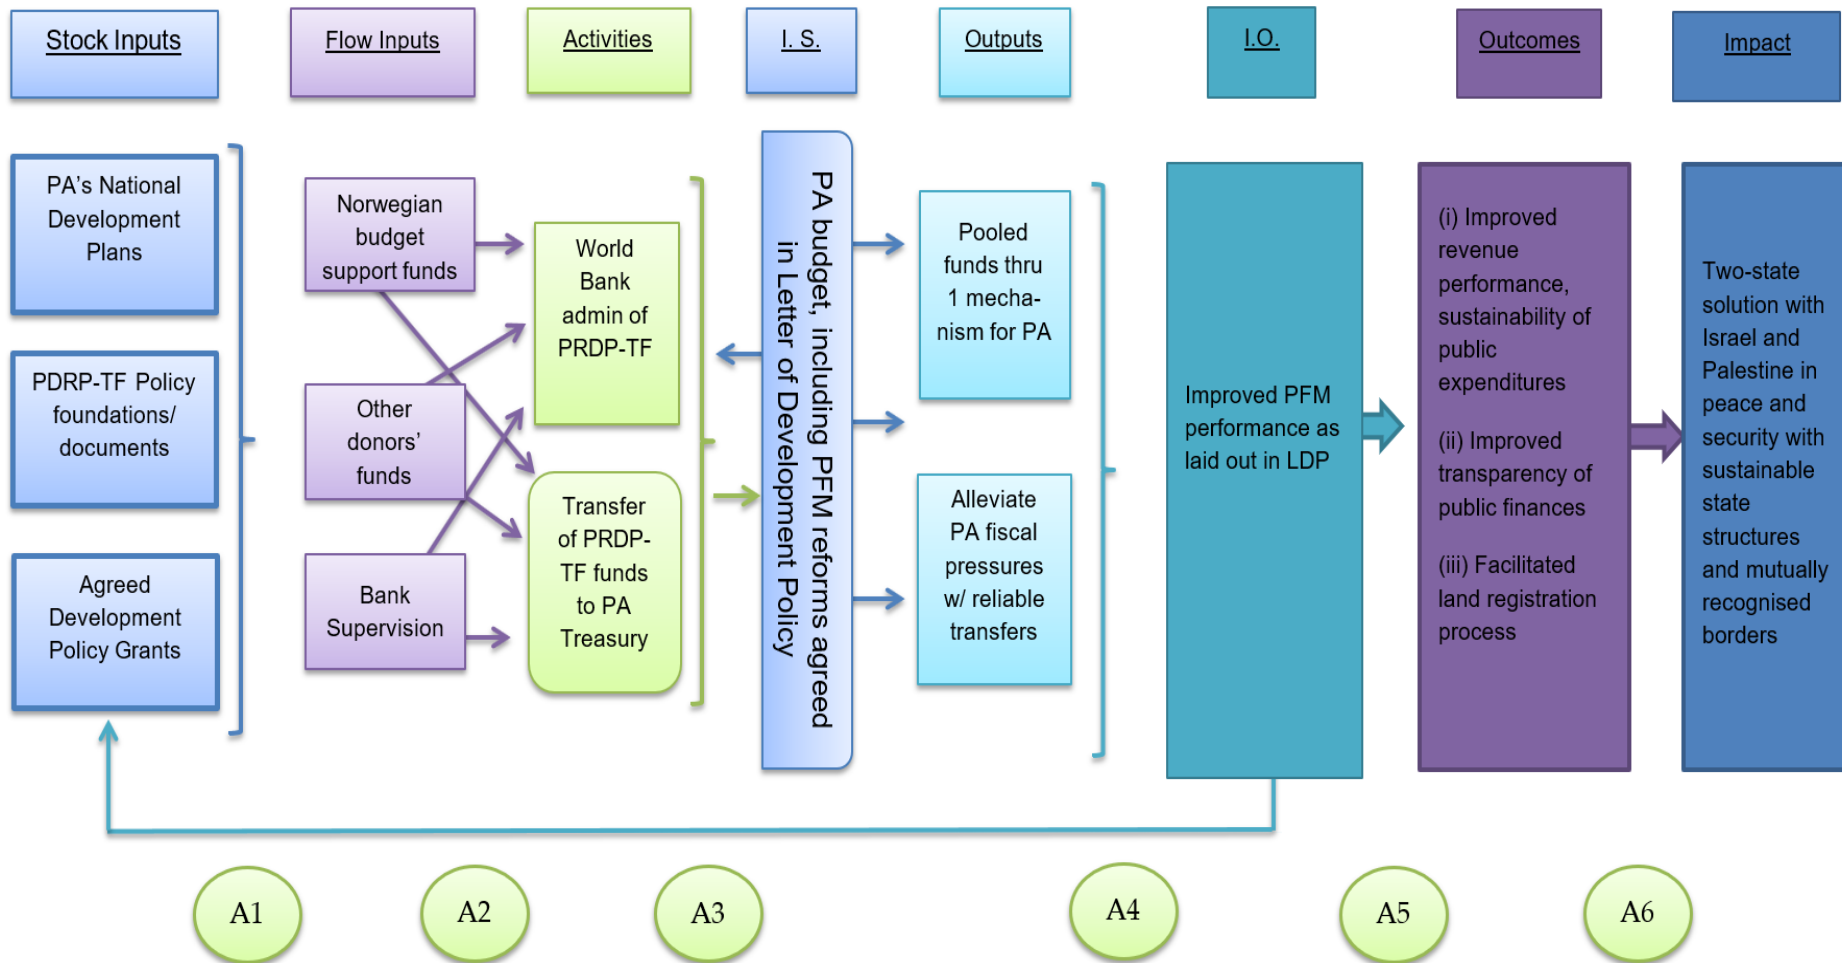 Stock Inputs
Flow Inputs
Activities
I. S.
Outputs
I.O.
Outcomes
Impact
PA's National
Development
Plans
PDRP-TF Policy
foundations/
documents
Agreed
Development
Policy Grants
Norwegian
budget
support funds
Other
donors'
funds
Bank
Supervision
World
Bank
admin of
PRDP-TF
Transfer
of PRDP-
TF funds
to PA
Treasury
PA budget, including PFM reforms agreed
in Letter of Development Policy
Pooled
funds thru
1 mecha-
nism for PA
Alleviate
PA fiscal
pressures
w/ reliable
transfers
Improved PFM
performance as
laid out in LDP
(i) Improved
revenue
performance,
sustainability of
public
expenditures
(ii) Improved
transparency of
public finances
(iii) Facilitated
land registration
process
Two-state
solution with
Israel and
Palestine in
peace and
security with
sustainable
state
structures
and mutually
recognised
borders
A1
A2
A3
A4
A5
A6